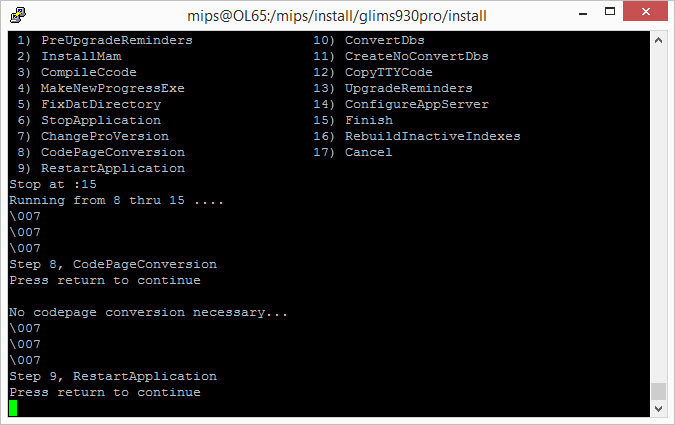 mips@OL65:/mips/install/glims930pro/install
1) PreUpgradeReminders 10) ConvertDbs
2) InstallMam 11) CreateNoConvertDbs
3) CompileCcode 12) CopyTTYCode
4) MakeNewProgressExe 13) UpgradeReminders
5) FixDatDirectory 14) ConfigureAppServer
6) StopApplication 15) Finish
7) ChangeProVersion 16) RebuildInactiveIndexes
8) CodePageConversion 17) Cancel
9) RestartApplication
Stop at :15
Running from 8 thru 15 ....
\007
\007
\007
Step 8, CodePageConversion
Press return to continue
No codepage conversion necessary...
\007
\007
\007
Step 9, RestartApplication
Press return to continue